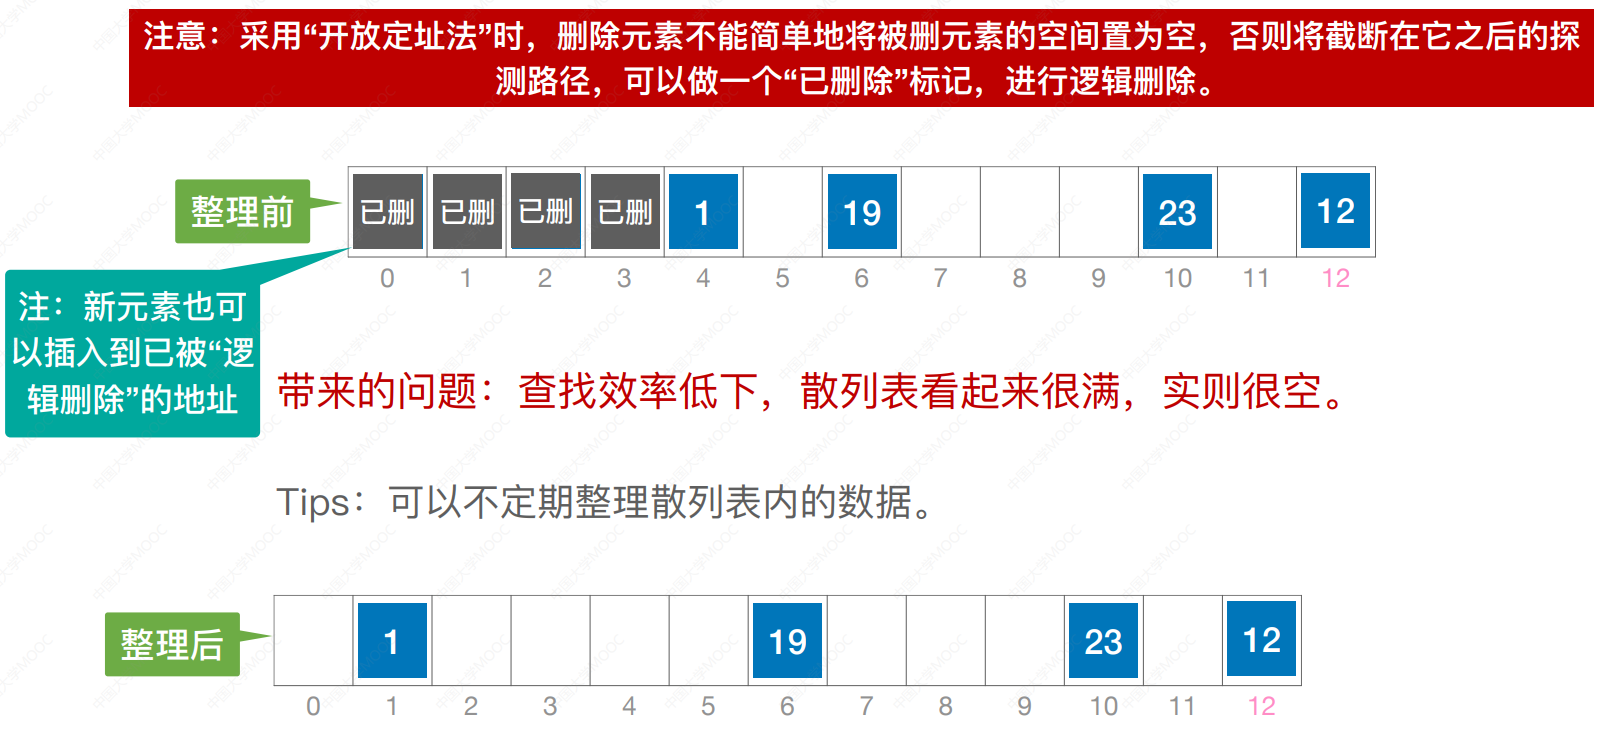 注意：采用“开放定址法”时，删除元素不能简单地将被删元素的空间置为空，否则将截断在它之后的探
测路径，可以做一个“已删除”标记，进行逻辑删除。
整理前
已删 已删 已删 已删 1 19 23 12
0 1 2 3 4 5 6 7 8 9 10 11 12
注：新元素也可
以插入到已被“逻
辑删除”的地址
带来的问题：查找效率低下，散列表看起来很满，实则很空。
Tips：可以不定期整理散列表内的数据。
整理后
1 19 23 12
0 1 2 3 4 5 6 7 8 9 10 11 12
中国大学MOOC